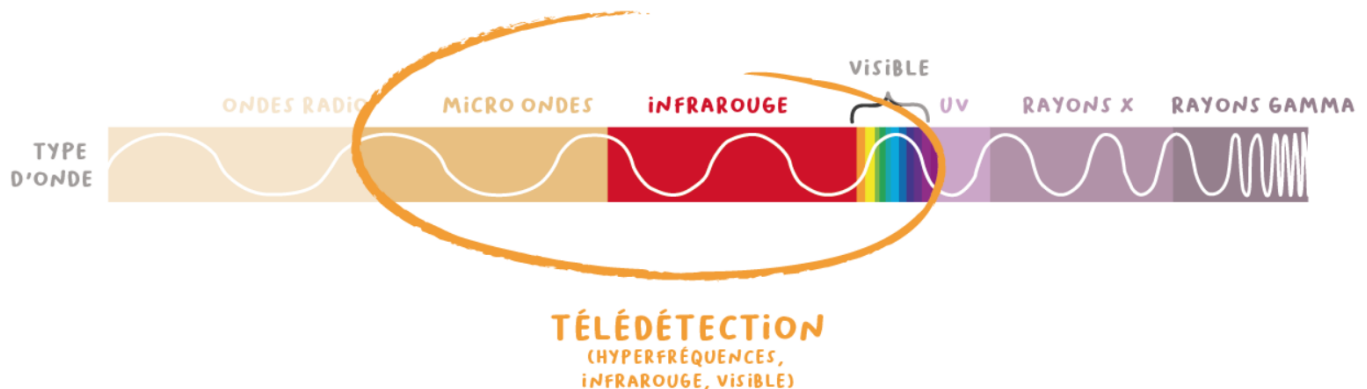 VISIBLE
ONDES RADIO MICRO ONDES INFRAROUGE UV RAYONS X RAYONS GAMMA
TYPE
D'ONDE
TÉLÉDÉTECTION
(HYPERFRÉQUENCES,
INFRAROUGE, VISIBLE)